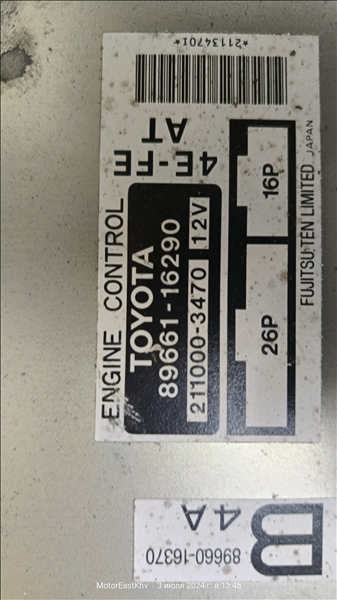 *21134701*
4E-FE
AT
ENGINE CONTROL
TOYOTA
89661-16290
211000-3470 12V
26P 16P
FUJITSU TEN LIMITED JAPAN
B
4A
89660-16370
MotorEastKhv 3 июля 2024 г. в 13:45